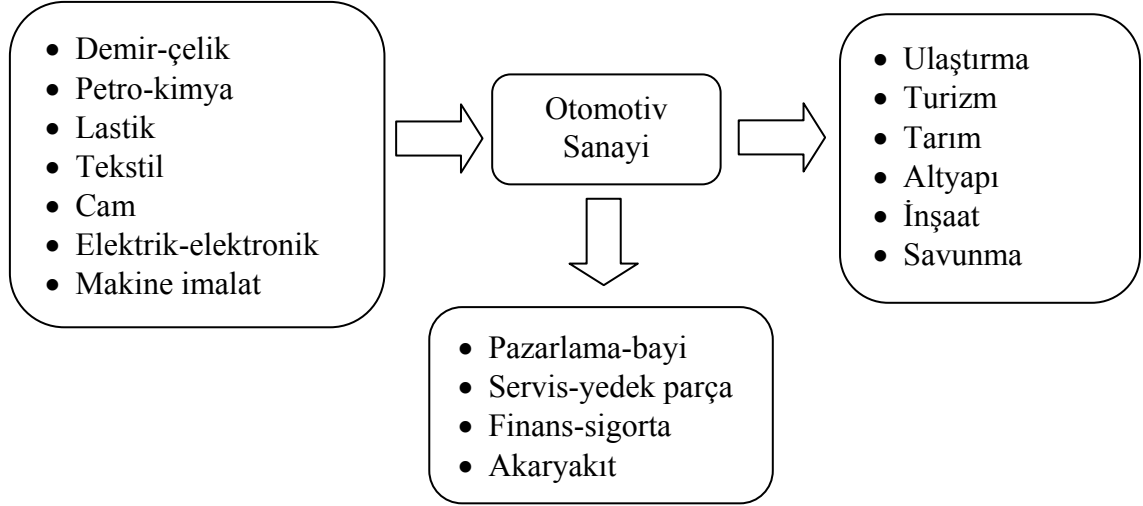 • Demir-çelik
• Petro-kimya
• Lastik
• Tekstil
• Cam
• Elektrik-elektronik
• Makine imalat
Otomotiv
Sanayi
• Ulaştırma
• Turizm
• Tarım
• Altyapı
• İnşaat
• Savunma
• Pazarlama-bayi
• Servis-yedek parça
• Finans-sigorta
• Akaryakıt